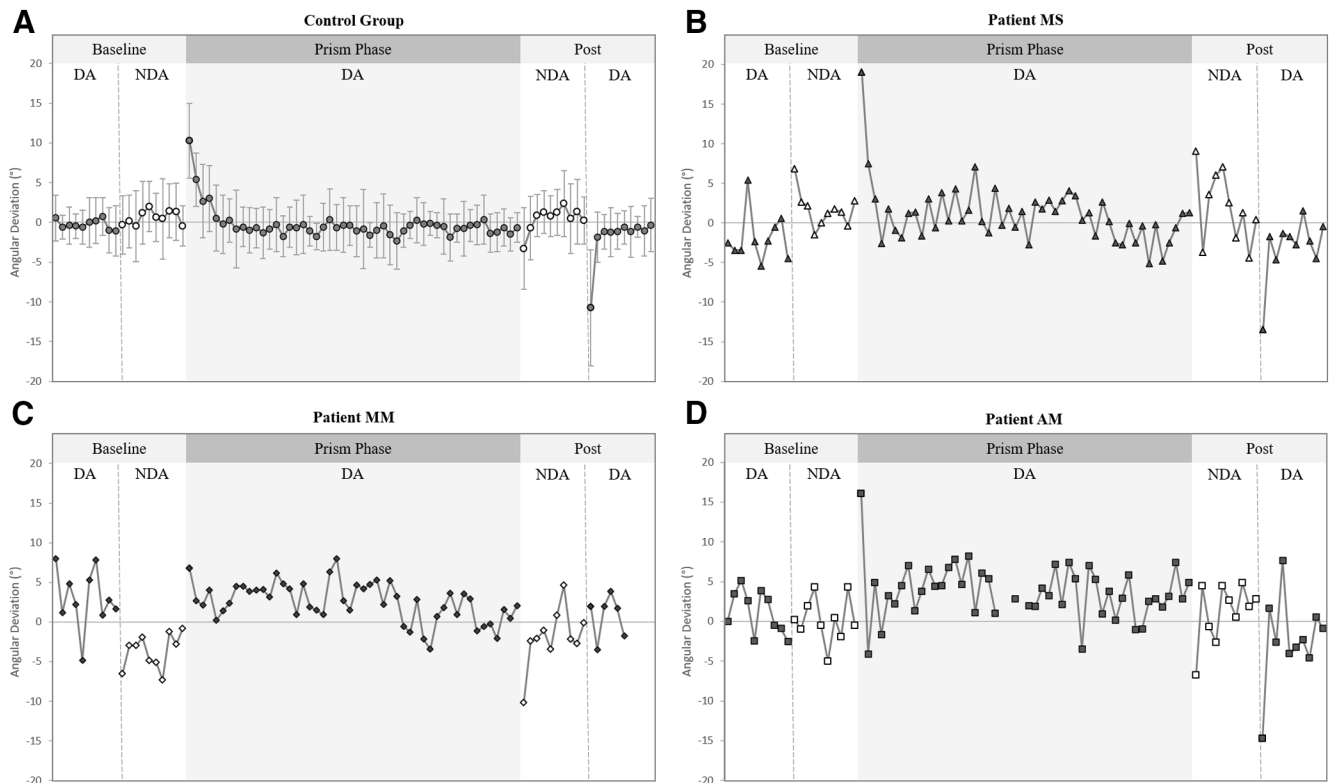 A
Control Group
Baseline Prism Phase Post
DA NDA DA NDA DA
Angular Deviation (°)
20
15
10
5
0
-5
-10
-15
-20
B
Patient MS
Baseline Prism Phase Post
DA NDA DA NDA DA
Angular Deviation (°)
20
15
10
5
0
-5
-10
-15
-20
C
Patient MM
Baseline Prism Phase Post
DA NDA DA NDA DA
Angular Deviation (°)
20
15
10
5
0
-5
-10
-15
-20
D
Patient AM
Baseline Prism Phase Post
DA NDA DA NDA DA
Angular Deviation (°)
20
15
10
5
0
-5
-10
-15
-20